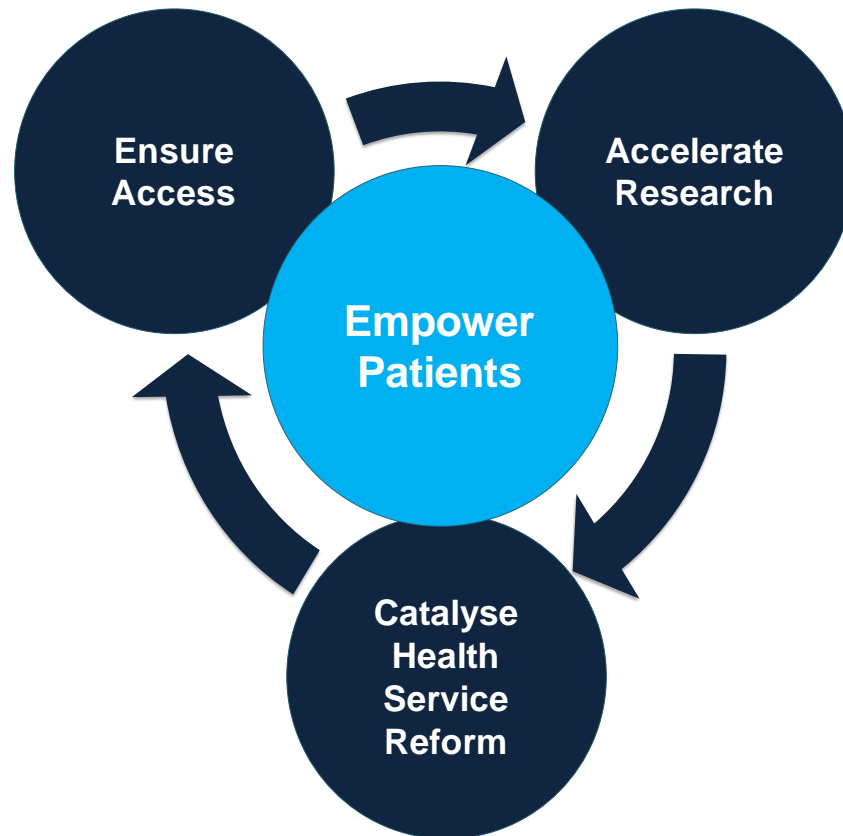 Ensure
Access
Accelerate
Research
Empower
Patients
Catalyse
Health
Service
Reform